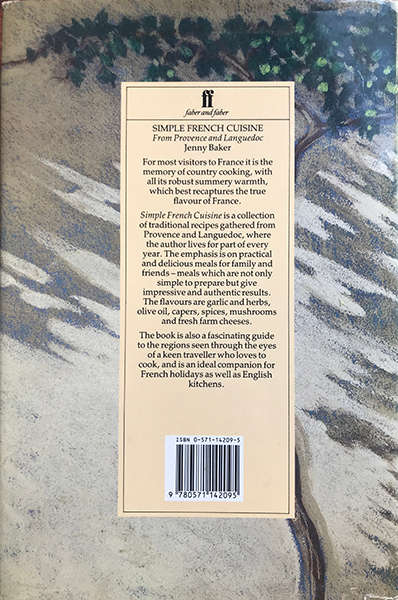 ff
faber and faber
SIMPLE FRENCH CUISINE
From Provence and Languedoc
Jenny Baker
For most visitors to France it is the
memory of country cooking, with
all its robust summery warmth,
which best recaptures the true
flavour of France.
Simple French Cuisine is a collection
of traditional recipes gathered from
Provence and Languedoc, where
the author lives for part of every
year. The emphasis is on practical
and delicious meals for family and
friends – meals which are not only
simple to prepare but give
impressive and authentic results.
The flavours are garlic and herbs,
olive oil, capers, spices, mushrooms
and fresh farm cheeses.
The book is also a fascinating guide
to the regions seen through the eyes
of a keen traveller who loves to
cook, and is an ideal companion for
French holidays as well as English
kitchens.
ISBN 0-571-14209-5
9 780571 142095